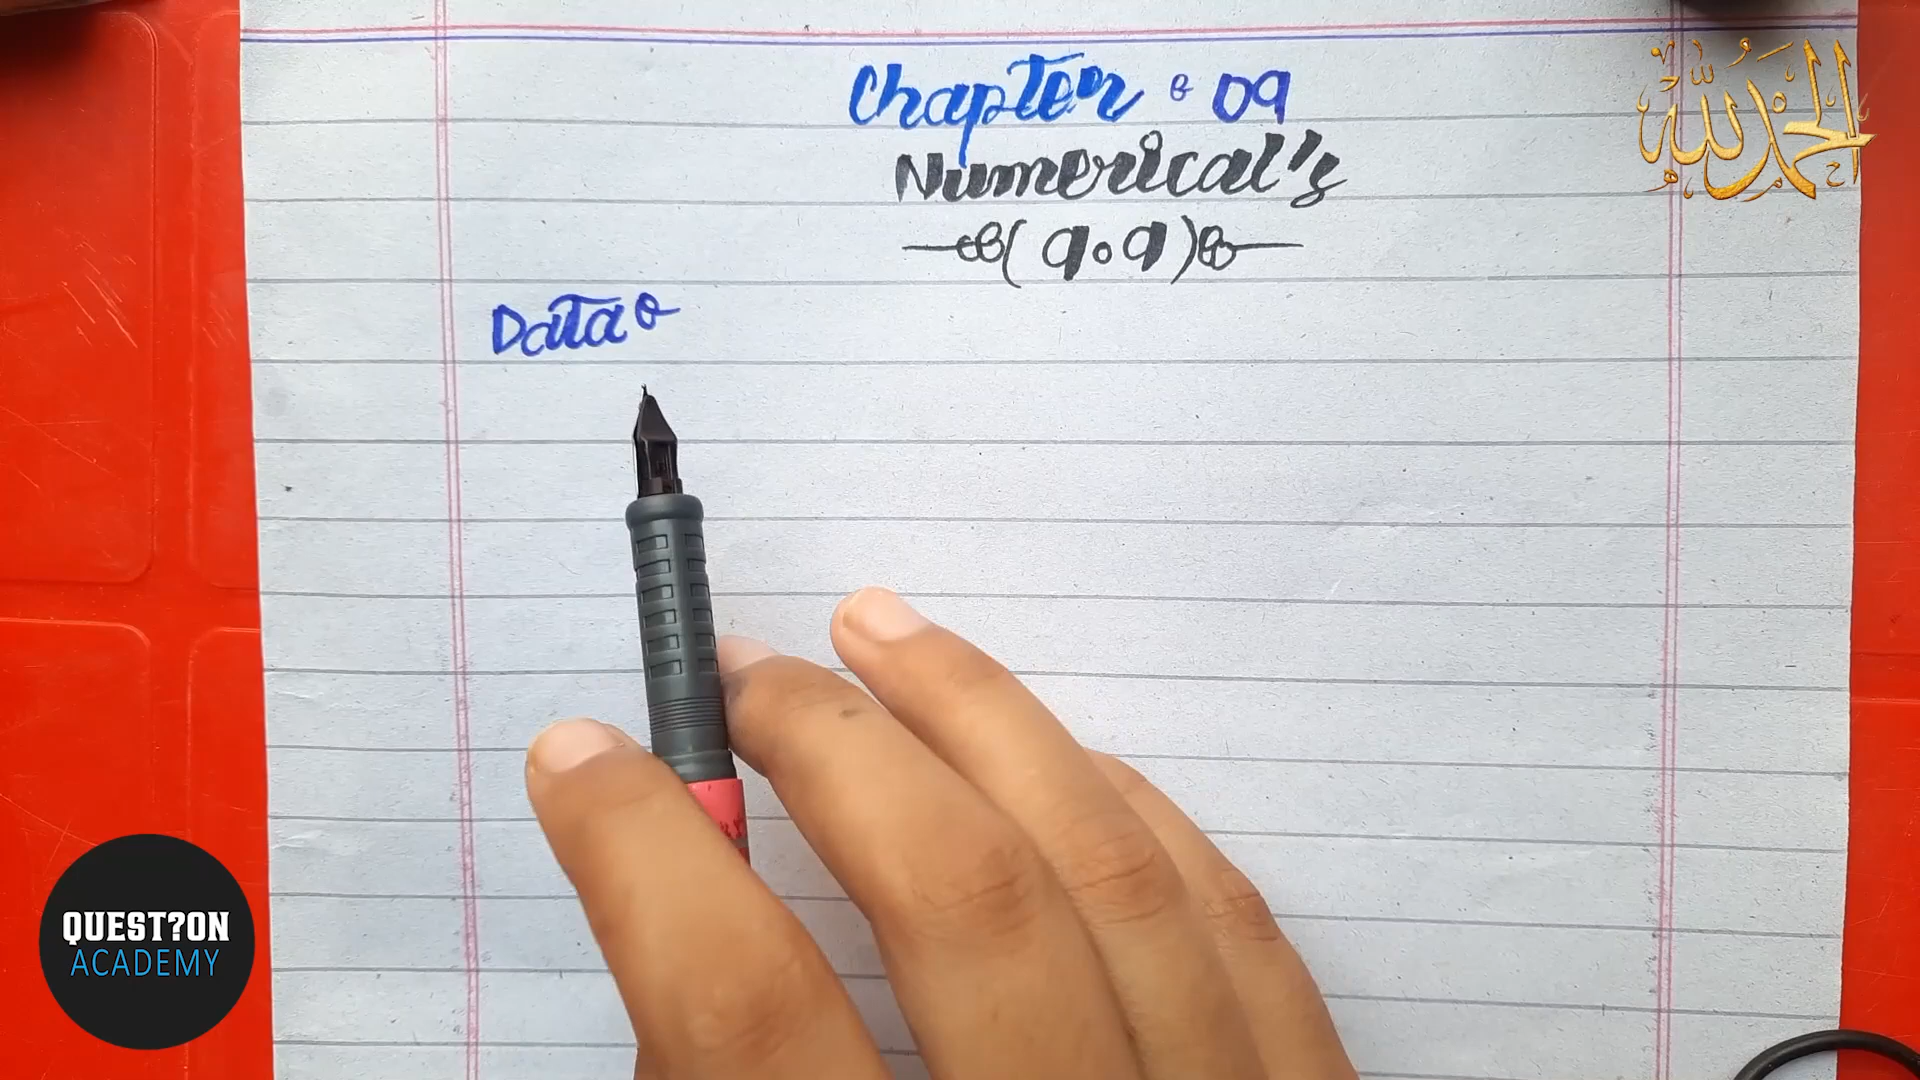 Chapter : 09
Numerical's
(9.9)
Data :-
الحمد لله
QUEST?ON
ACADEMY